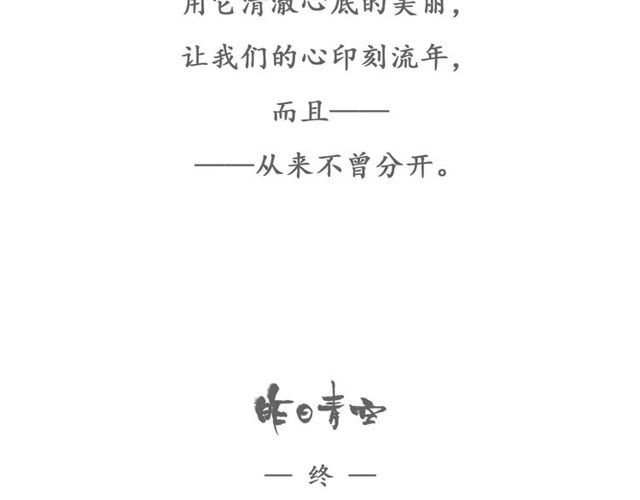 用它清澈心底的美丽，
让我们的心印刻流年，
而且——
——从来不曾分开。
昨日青空
— 终 —